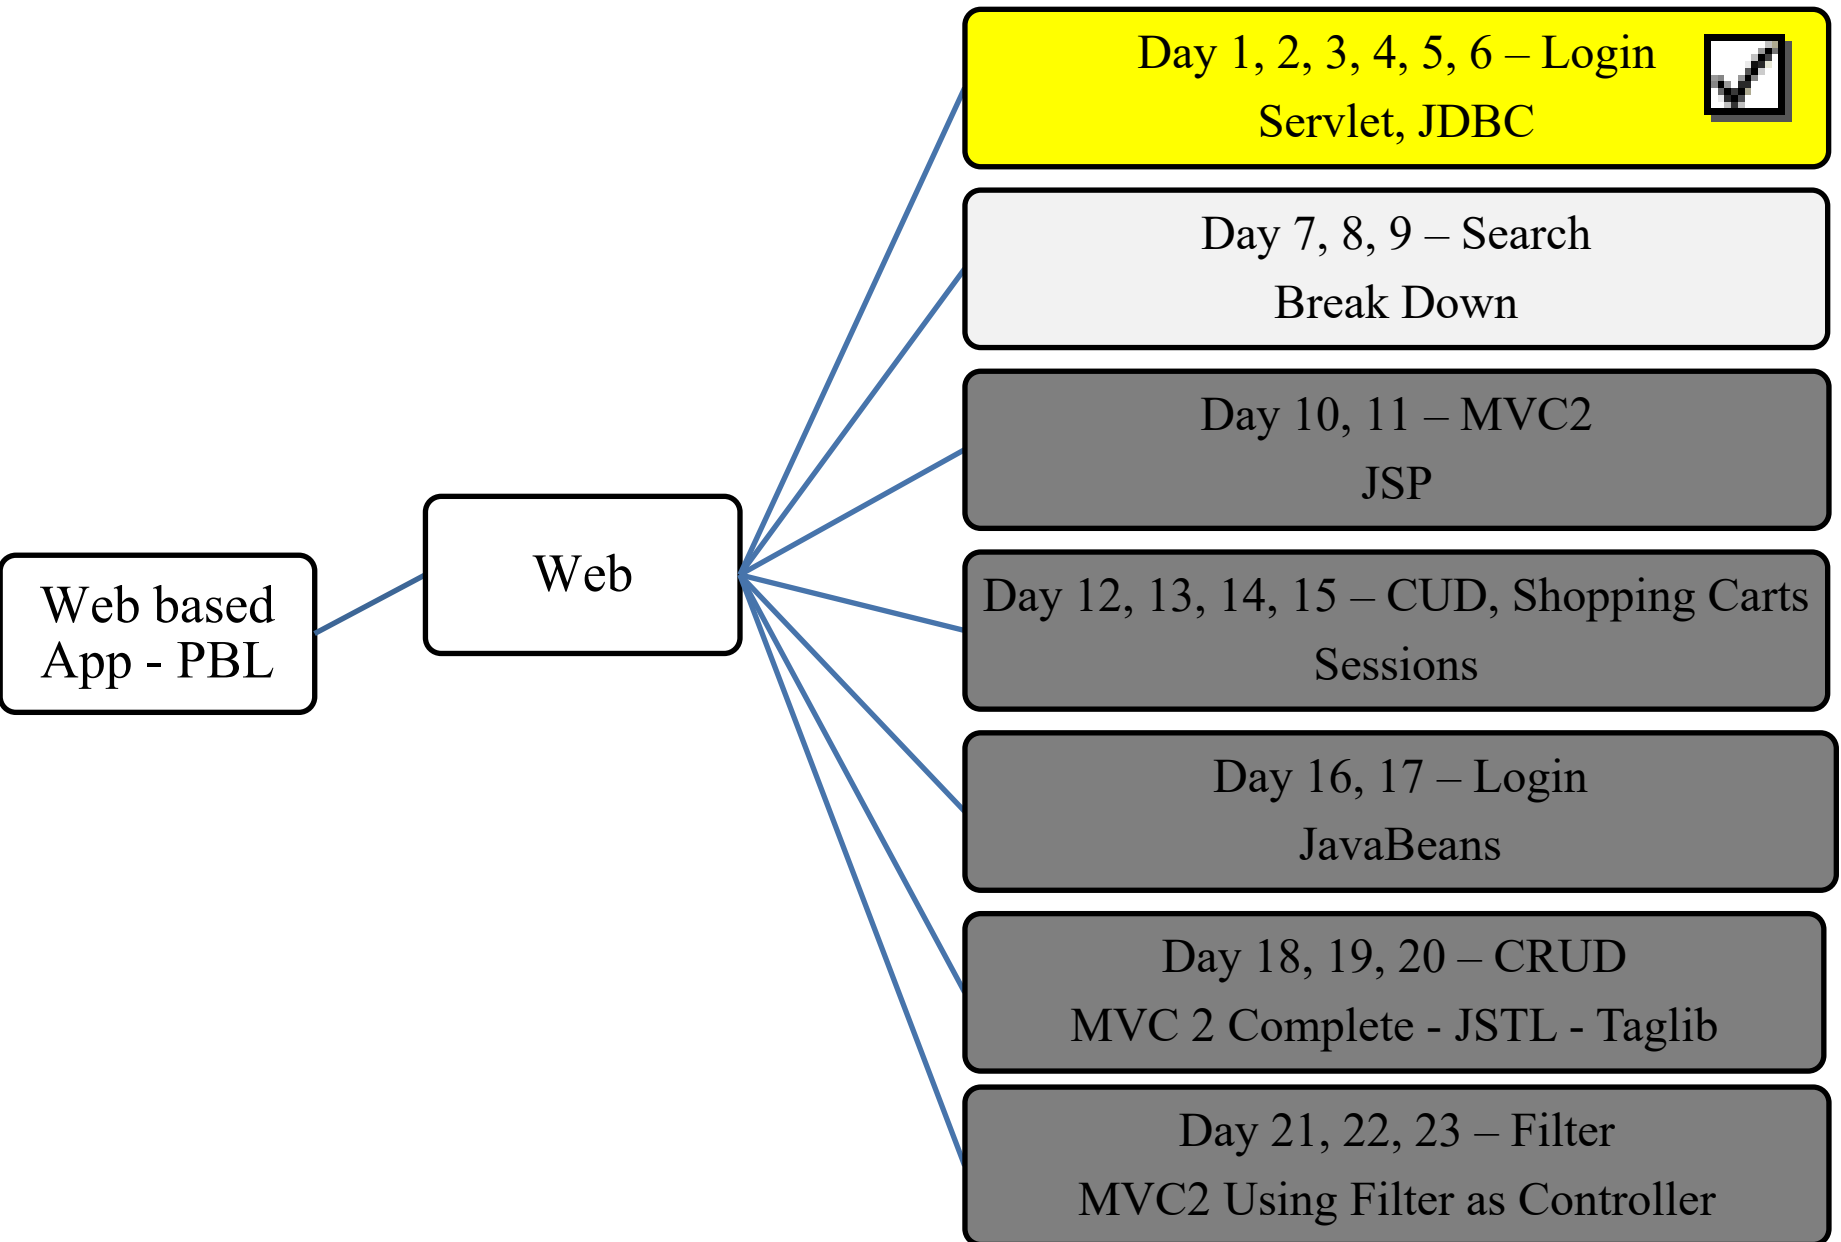 Web based
App - PBL
Web
Day 1, 2, 3, 4, 5, 6 – Login
Servlet, JDBC
Day 7, 8, 9 – Search
Break Down
Day 10, 11 – MVC2
JSP
Day 12, 13, 14, 15 – CUD, Shopping Carts
Sessions
Day 16, 17 – Login
JavaBeans
Day 18, 19, 20 – CRUD
MVC 2 Complete - JSTL - Taglib
Day 21, 22, 23 – Filter
MVC2 Using Filter as Controller